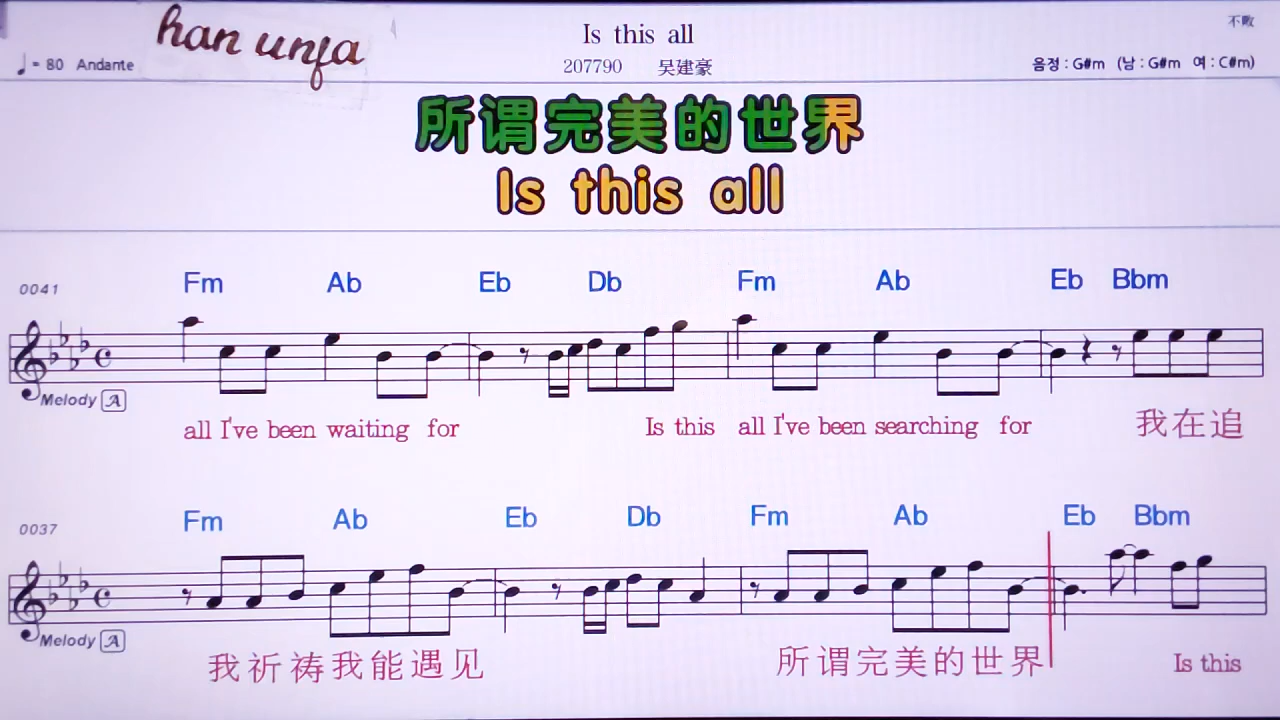 han unfa
Is this all
不败
♩= 80 Andante
207790 吴建豪
음정 : G#m (남 : G#m 여 : C#m)
所谓完美的世界
Is this all
0041
Fm Ab Eb Db Fm Ab Eb Bbm
Melody A
all I've been waiting for Is this all I've been searching for 我在追
0037
Fm Ab Eb Db Fm Ab Eb Bbm
Melody A
我祈祷我能遇见 所谓完美的世界 Is this